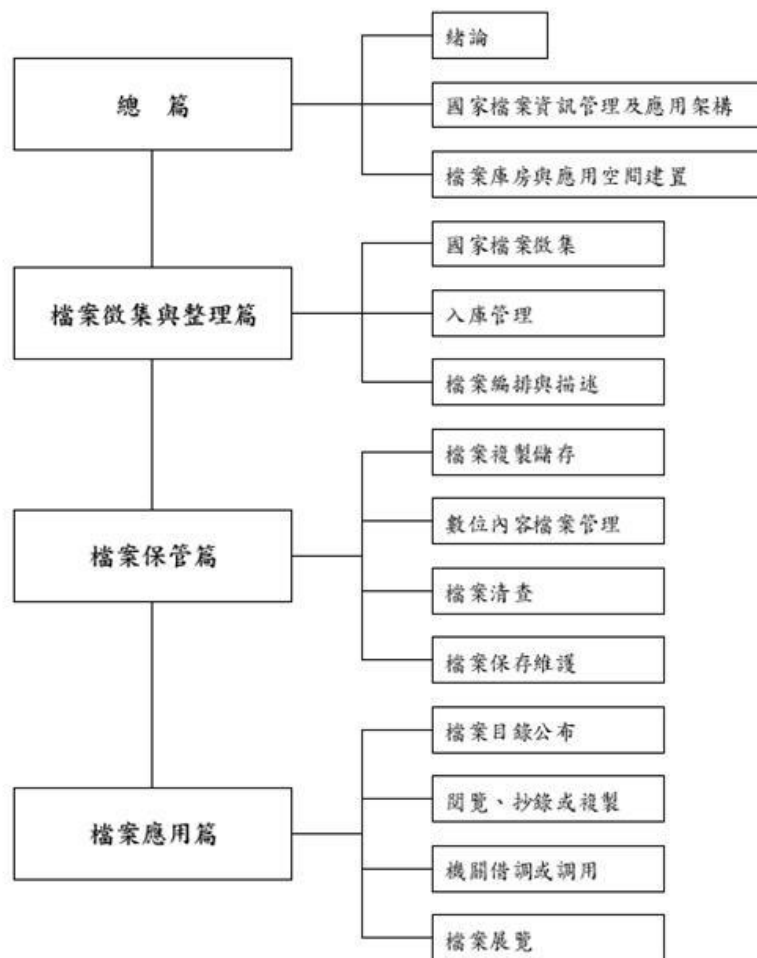 總　篇
緒論
國家檔案資訊管理及應用架構
檔案庫房與應用空間建置
檔案徵集與整理篇
國家檔案徵集
入庫管理
檔案編排與描述
檔案保管篇
檔案複製儲存
數位內容檔案管理
檔案清查
檔案保存維護
檔案應用篇
檔案目錄公布
閱覽、抄錄或複製
機關借調或調用
檔案展覽